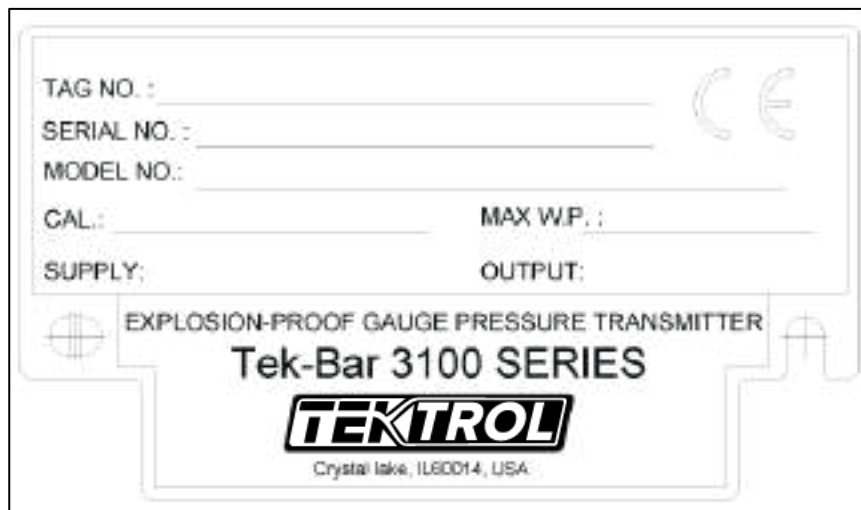 TAG NO. :
CE
SERIAL NO. :
MODEL NO.:
CAL.: MAX W.P. :
SUPPLY: OUTPUT:
EXPLOSION-PROOF GAUGE PRESSURE TRANSMITTER
Tek-Bar 3100 SERIES
TEKTROL
Crystal lake, IL60014, USA